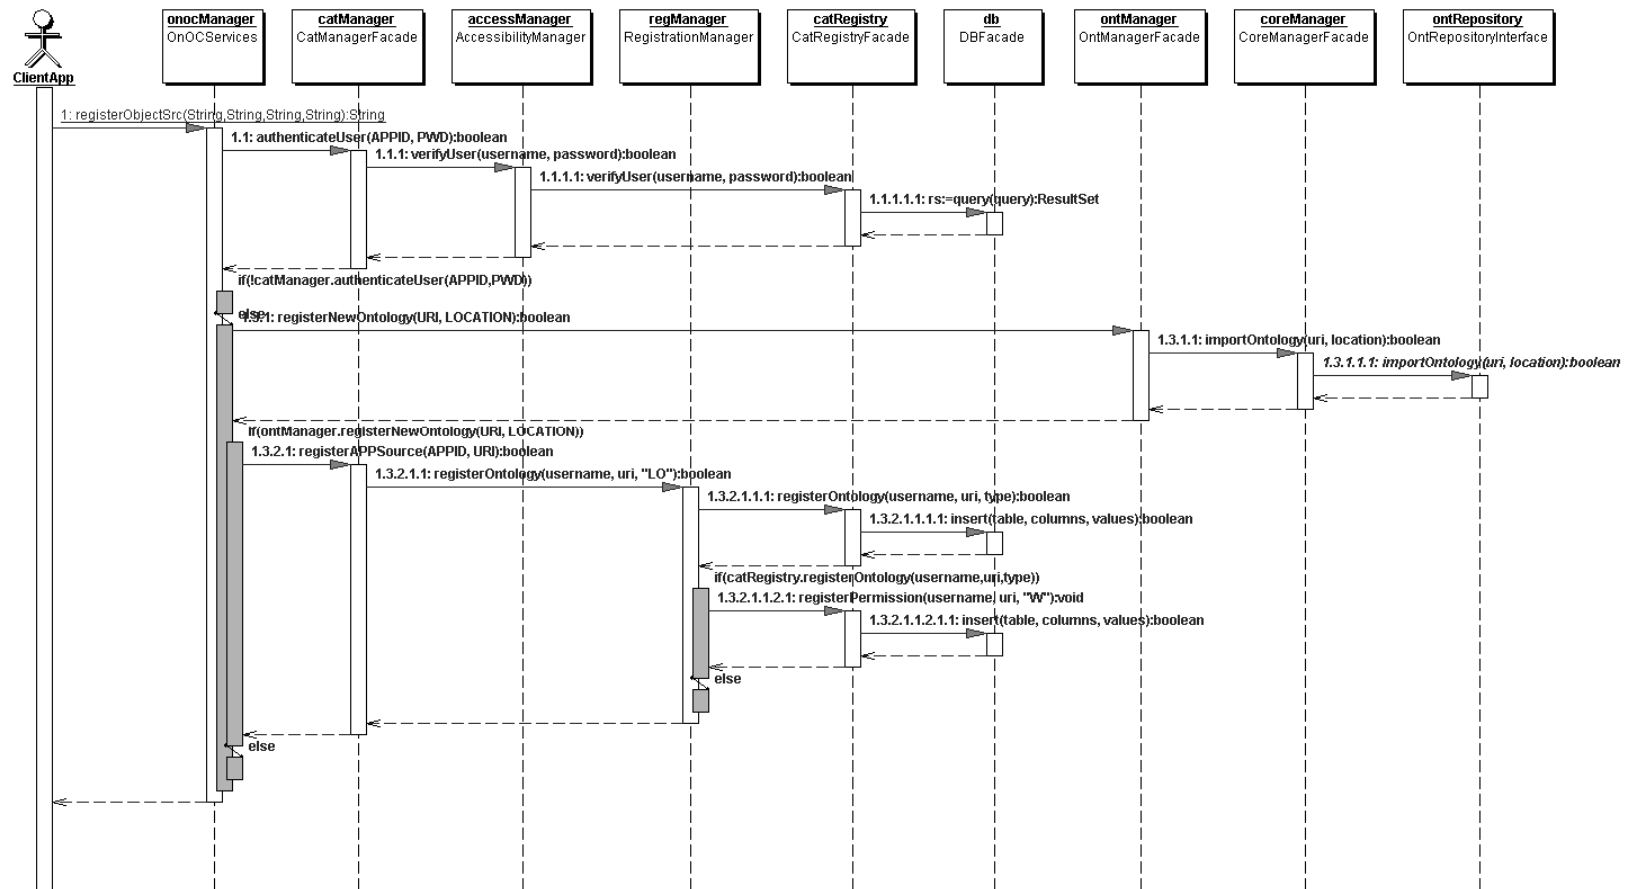 onocManager
OnOCServices
catManager
CatManagerFacade
accessManager
AccessibilityManager
regManager
RegistrationManager
catRegistry
CatRegistryFacade
db
DBFacade
ontManager
OntManagerFacade
coreManager
CoreManagerFacade
ontRepository
OntRepositoryInterface
ClientApp
1: registerObjectSrc(String,String,String,String):String
1.1: authenticateUser(APPID, PWD):boolean
1.1.1: verifyUser(username, password):boolean
1.1.1.1: verifyUser(username, password):boolean
1.1.1.1.1: rs:=query(query):ResultSet
if(!catManager.authenticateUser(APPID,PWD))
else
1.3.1: registerNewOntology(URI, LOCATION):boolean
1.3.1.1: importOntology(uri, location):boolean
1.3.1.1.1: importOntology(uri, location):boolean
if(ontManager.registerNewOntology(URI, LOCATION))
1.3.2.1: registerAPPSource(APPID, URI):boolean
1.3.2.1.1: registerOntology(username, uri, "LO"):boolean
1.3.2.1.1.1: registerOntology(username, uri, type):boolean
1.3.2.1.1.1.1: insert(table, columns, values):boolean
if(catRegistry.registerOntology(username,uri,type))
1.3.2.1.1.2.1: registerPermission(username, uri, "W"):void
1.3.2.1.1.2.1.1: insert(table, columns, values):boolean
else
else